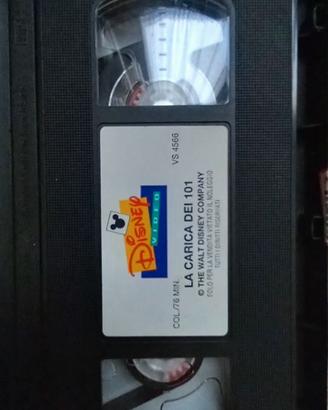 DISNEY
VIDEO
COL./76 MIN.
VS 4566
LA CARICA DEI 101
© THE WALT DISNEY COMPANY
SOLO PER LA VENDITA VIETATO IL NOLEGGIO
TUTTI I DIRITTI RISERVATI